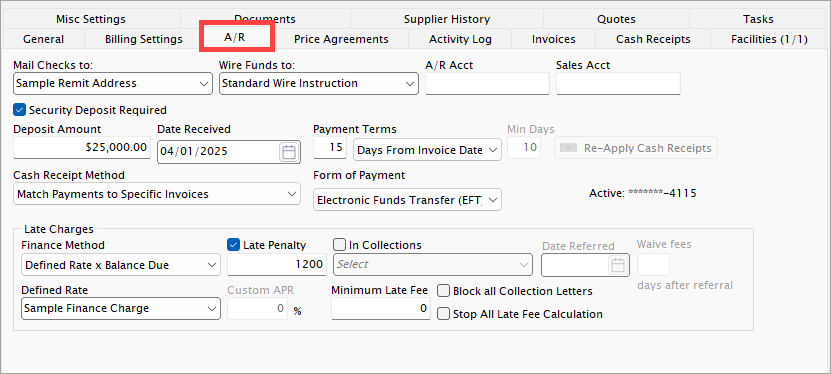 Misc Settings Documents Supplier History Quotes Tasks
General Billing Settings A/R Price Agreements Activity Log Invoices Cash Receipts Facilities (1/1)
Mail Checks to: Wire Funds to: A/R Acct Sales Acct
Sample Remit Address Standard Wire Instruction
Security Deposit Required
Deposit Amount Date Received Payment Terms Min Days
$25,000.00 04/01/2025 15 Days From Invoice Date 10 Re-Apply Cash Receipts
Cash Receipt Method Form of Payment
Match Payments to Specific Invoices Electronic Funds Transfer (EFT, Active: *******-4115
Late Charges
Finance Method Late Penalty In Collections Date Referred Waive fees
Defined Rate x Balance Due 1200 Select
days after referral
Defined Rate Custom APR Minimum Late Fee Block all Collection Letters
Sample Finance Charge 0 % 0 Stop All Late Fee Calculation